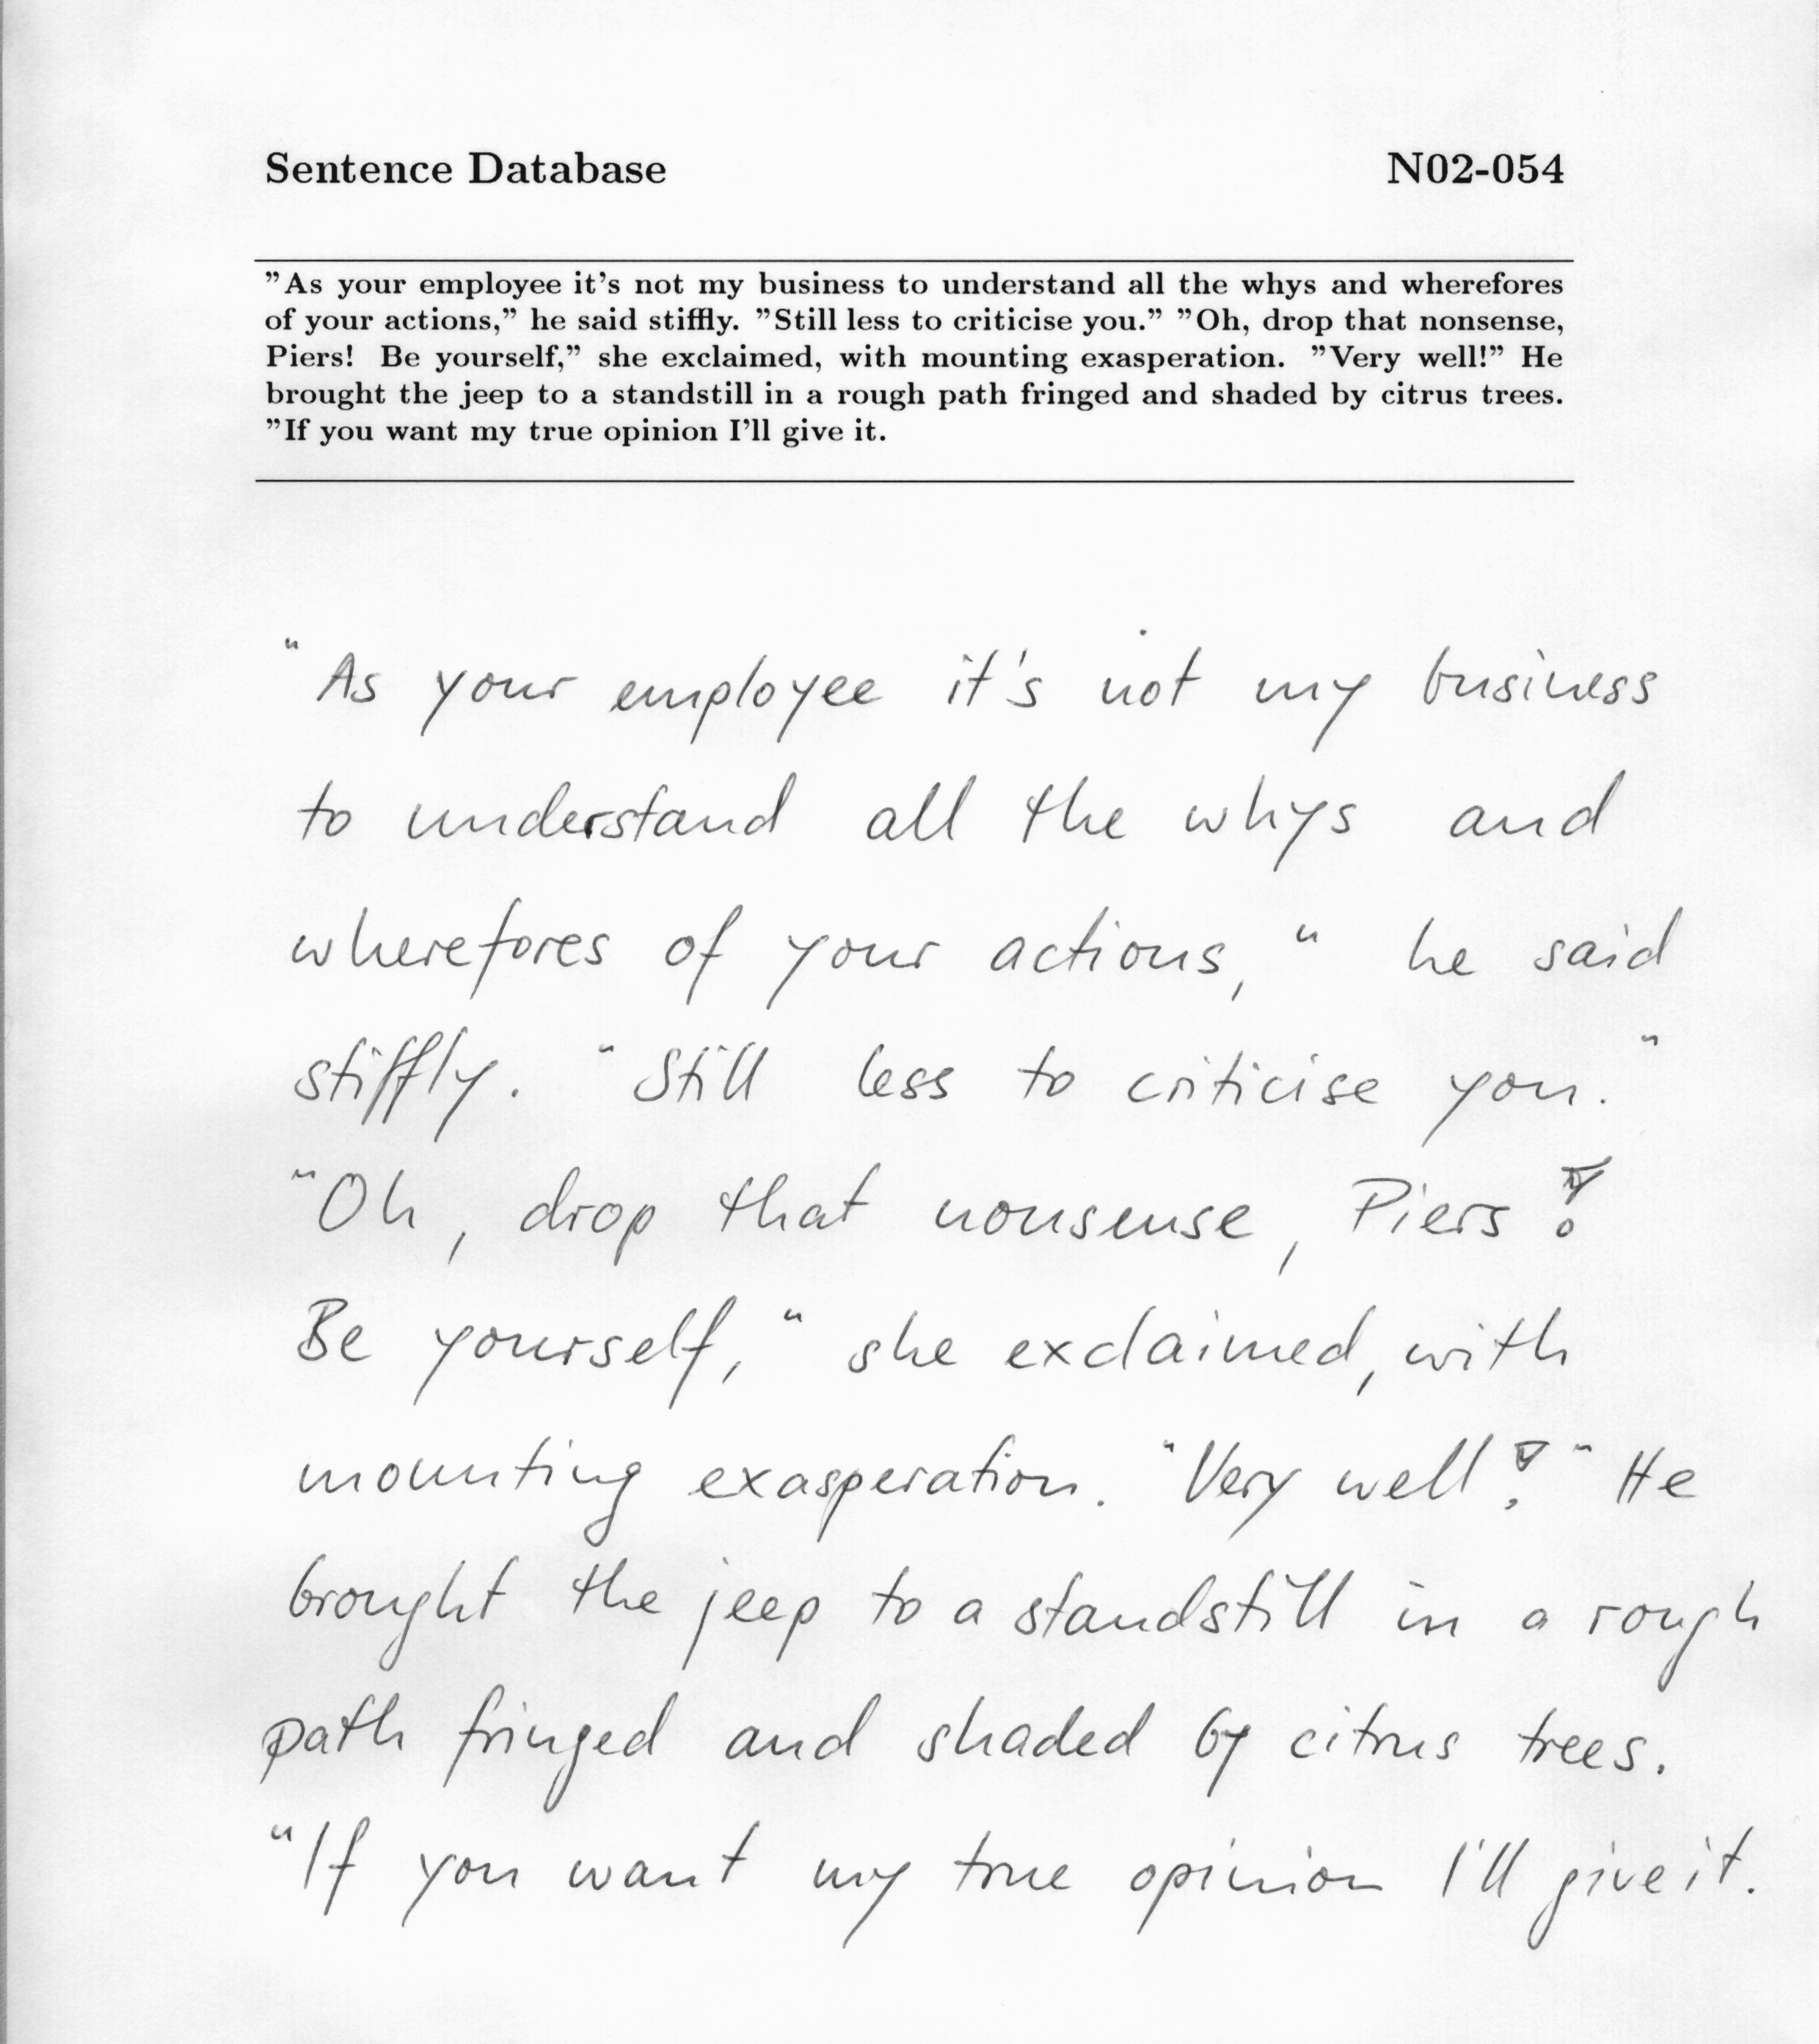 Sentence Database N02-054
"As your employee it's not my business to understand all the whys and wherefores
of your actions," he said stiffly. "Still less to criticise you." "Oh, drop that nonsense,
Piers! Be yourself," she exclaimed, with mounting exasperation. "Very well!" He
brought the jeep to a standstill in a rough path fringed and shaded by citrus trees.
"If you want my true opinion I'll give it.
"As your employee it's not my business
to understand all the whys and
wherefores of your actions," he said
stiffly. "Still less to criticise you."
"Oh, drop that nonsense, Piers!
Be yourself," she exclaimed, with
mounting exasperation. "Very well!" He
brought the jeep to a standstill in a rough
path fringed and shaded by citrus trees.
"If you want my true opinion I'll give it.